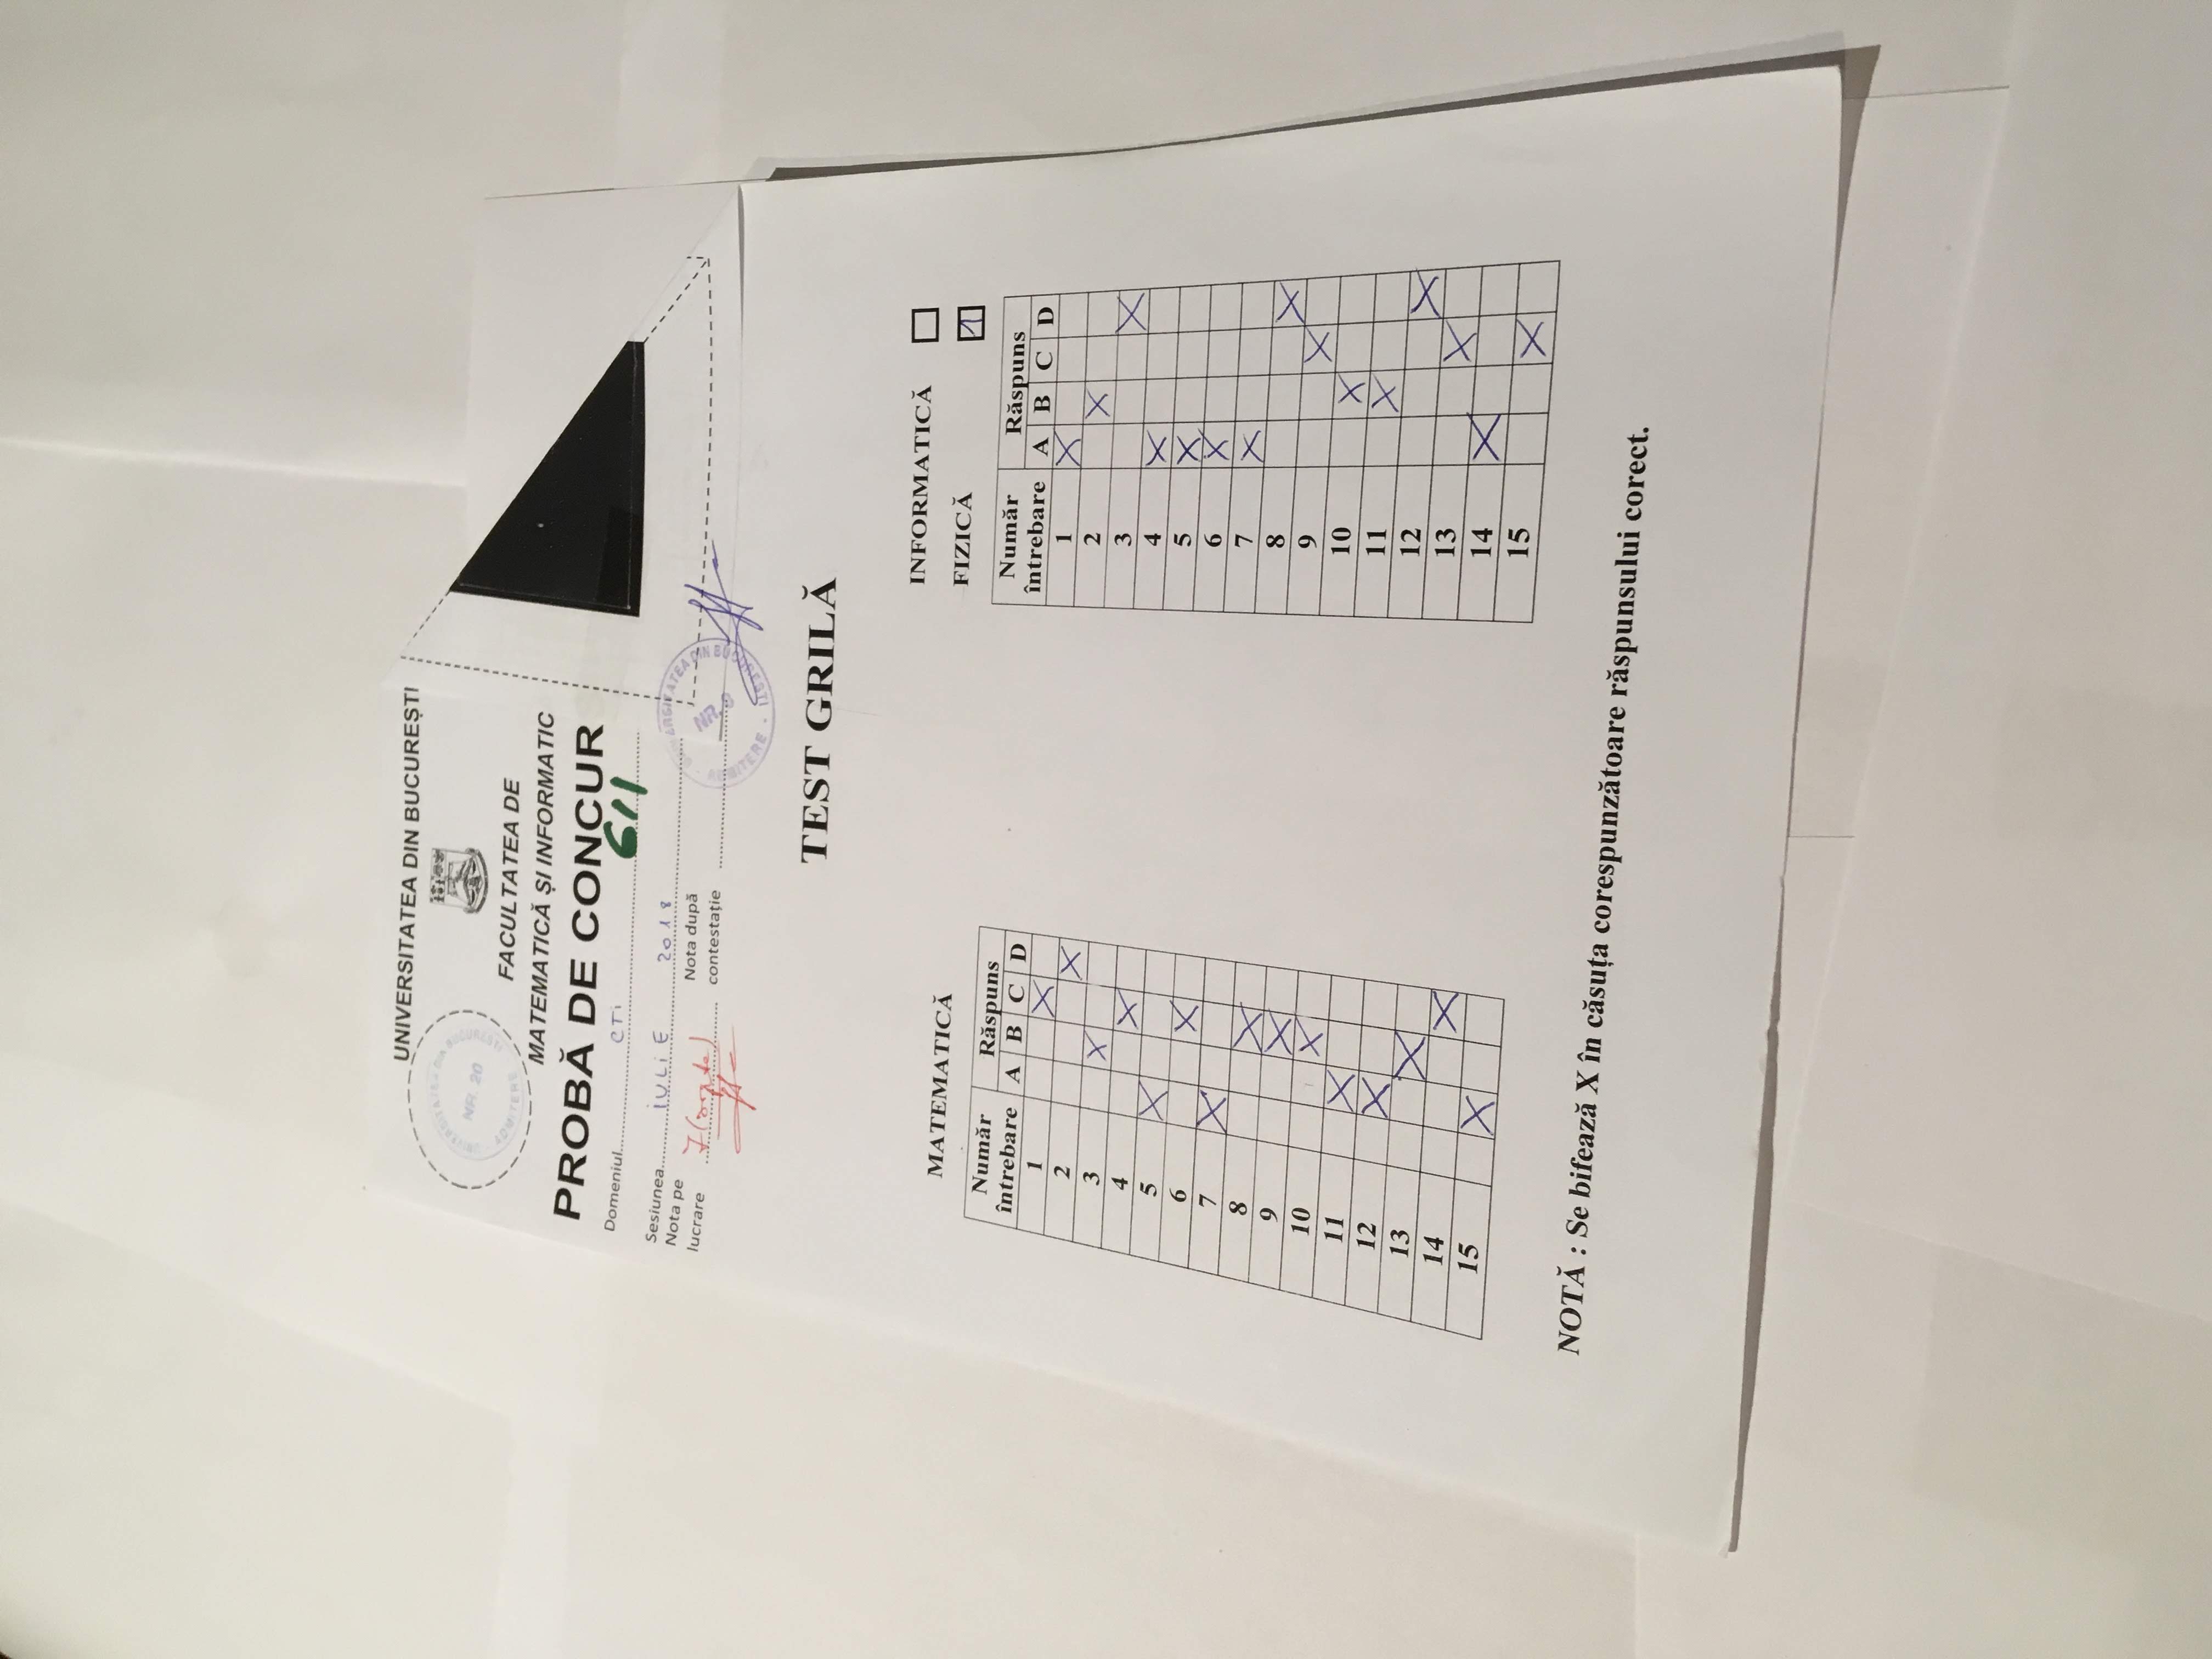 UNIVERSITATEA DIN BUCUREȘTI
UNIVERSITATEA DIN BUCUREȘTI
NR. 20
ADMITERE
FACULTATEA DE
MATEMATICĂ ȘI INFORMATIC
PROBĂ DE CONCUR
Domeniul CTi 611
Sesiunea iULiE 2018
Nota pe
lucrare 7 (șapte)
Nota după
contestație
NR. 9
ADMITERE
TEST GRILĂ
MATEMATICĂ
Număr întrebare Răspuns
A B C D
1 X
2 X
3 X
4 X
5 X
6 X
7 X
8 X
9 X
10 X
11 X
12 X
13 X
14 X
15 X
INFORMATICĂ
FIZICĂ 1
Număr întrebare Răspuns
A B C D
1 X
2 X
3 X
4 X
5 X
6 X
7 X
8 X
9 X
10 X
11 X
12 X
13 X
14 X
15 X
NOTĂ : Se bifează X în căsuța corespunzătoare răspunsului corect.